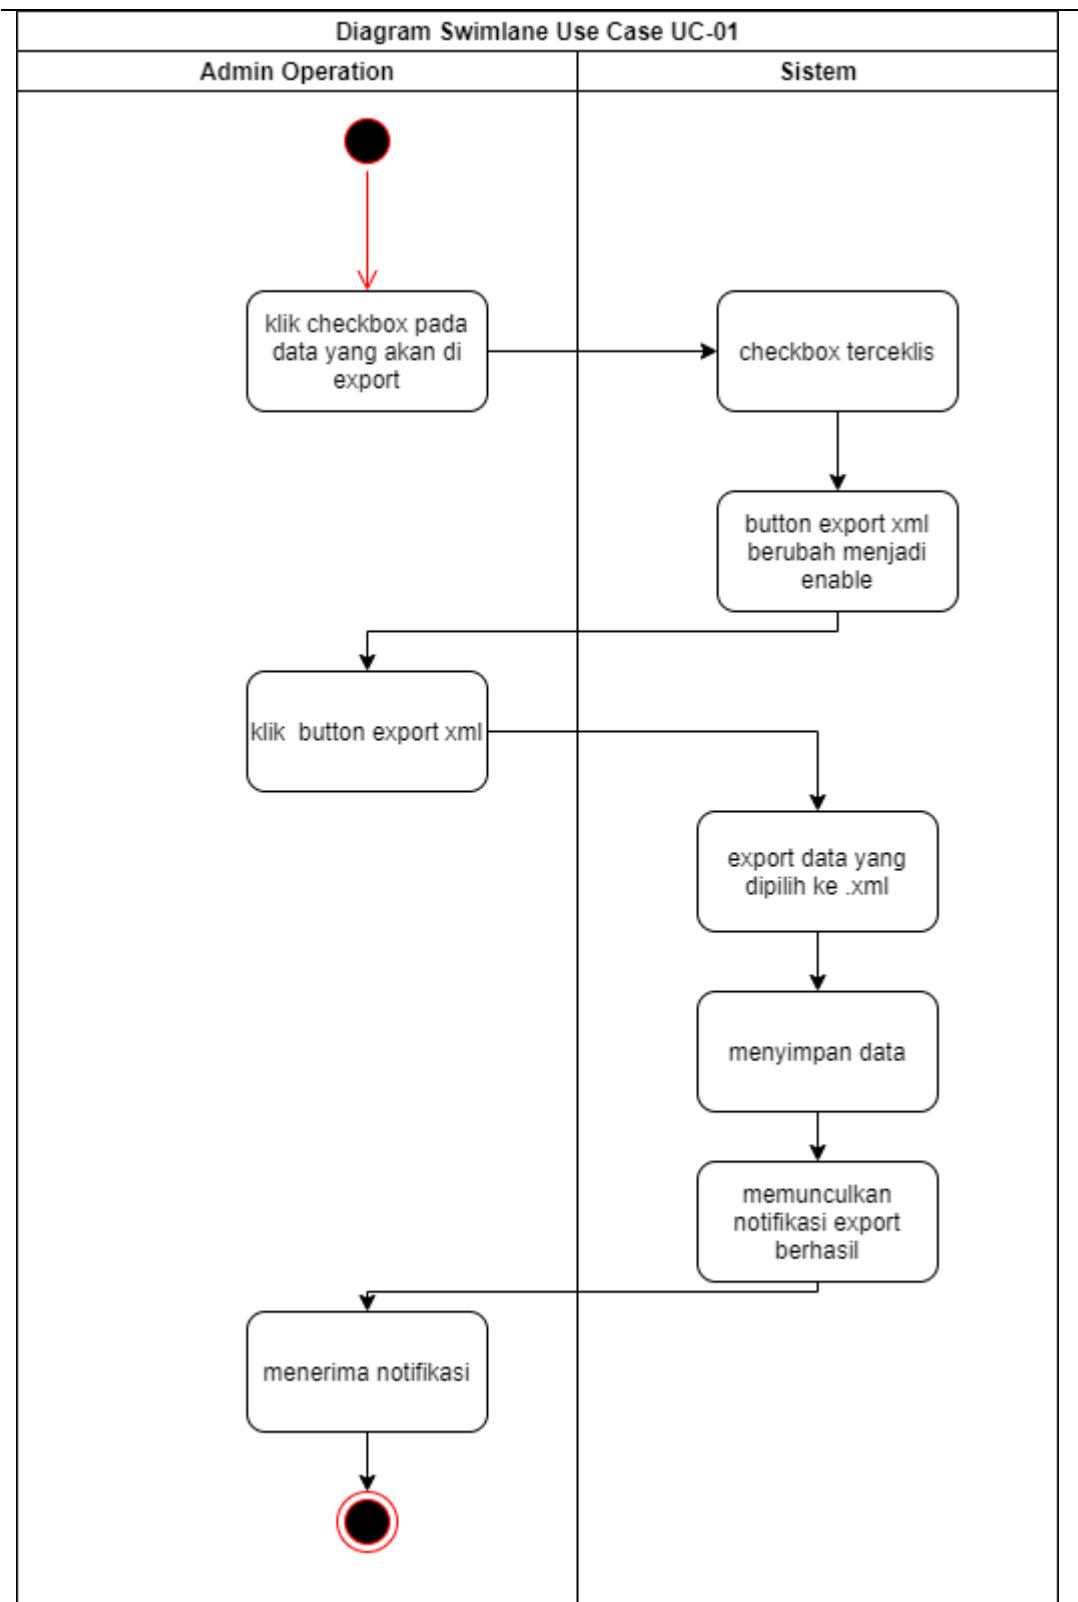 Diagram Swimlane Use Case UC-01
Admin Operation
Sistem
klik checkbox pada
data yang akan di
export
checkbox terceklis
button export xml
berubah menjadi
enable
klik  button export xml
export data yang
dipilih ke .xml
menyimpan data
memunculkan
notifikasi export
berhasil
menerima notifikasi